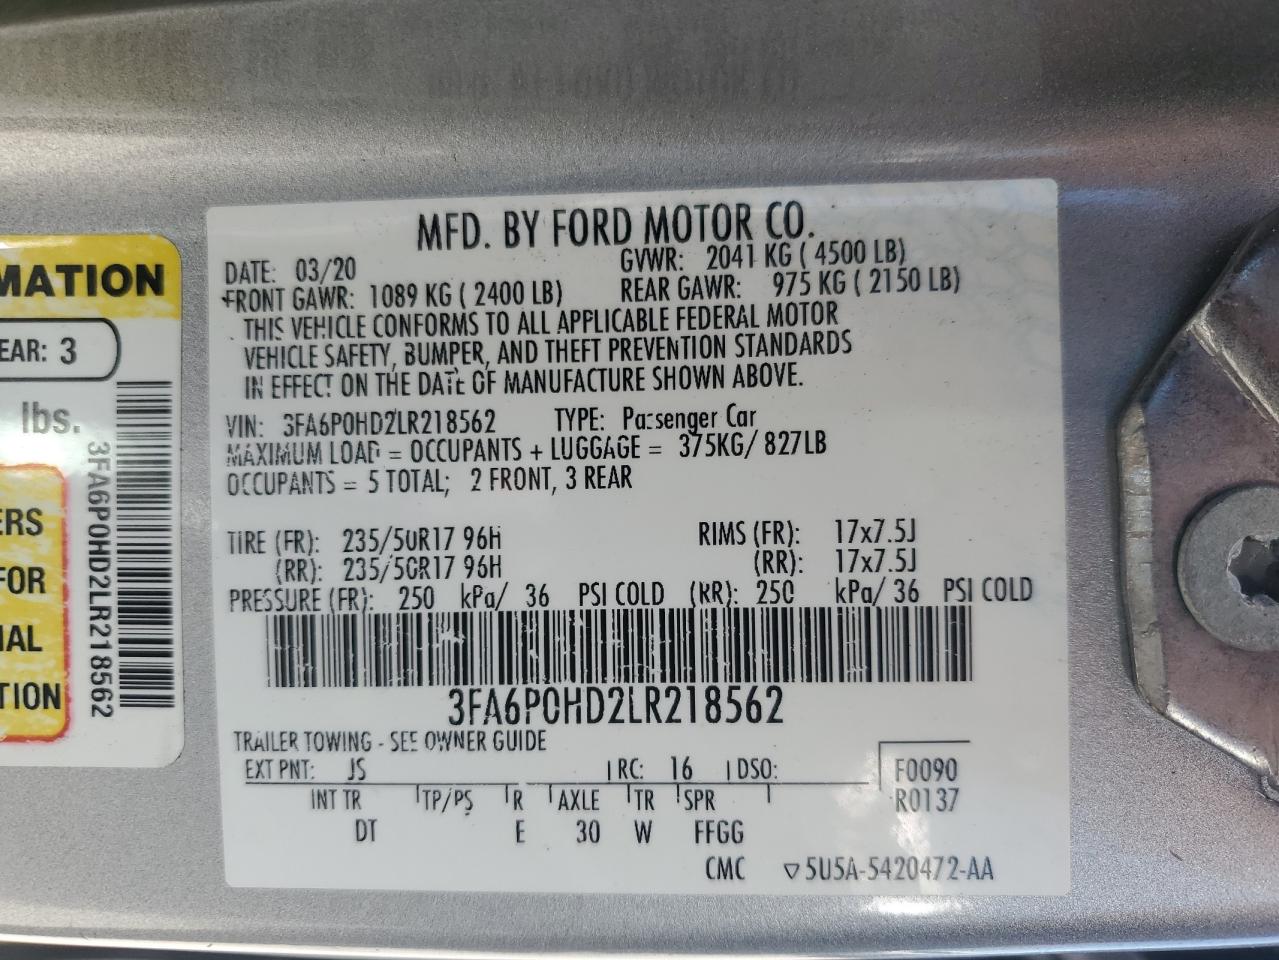 MFD. BY FORD MOTOR CO.
DATE: 03/20 GVWR: 2041 KG ( 4500 LB)
FRONT GAWR: 1089 KG ( 2400 LB) REAR GAWR: 975 KG ( 2150 LB)
THIS VEHICLE CONFORMS TO ALL APPLICABLE FEDERAL MOTOR
VEHICLE SAFETY, BUMPER, AND THEFT PREVENTION STANDARDS
IN EFFECT ON THE DATE OF MANUFACTURE SHOWN ABOVE.
VIN: 3FA6P0HD2LR218562 TYPE: Passenger Car
MAXIMUM LOAD = OCCUPANTS + LUGGAGE = 375KG/ 827LB
OCCUPANTS = 5 TOTAL; 2 FRONT, 3 REAR
TIRE (FR): 235/50R17 96H RIMS (FR): 17x7.5J
(RR): 235/50R17 96H (RR): 17x7.5J
PRESSURE (FR): 250 kPa/ 36 PSI COLD (RR): 250 kPa/ 36 PSI COLD
3FA6P0HD2LR218562
TRAILER TOWING - SEE OWNER GUIDE
EXT PNT: JS RC: 16 DSO: F0090
INT TR TP/PS R AXLE TR SPR R0137
DT E 30 W FFGG
CMC ▽5U5A-5420472-AA
MATION
EAR: 3
lbs.
3FA6P0HD2LR218562
ERS
FOR
IAL
TION